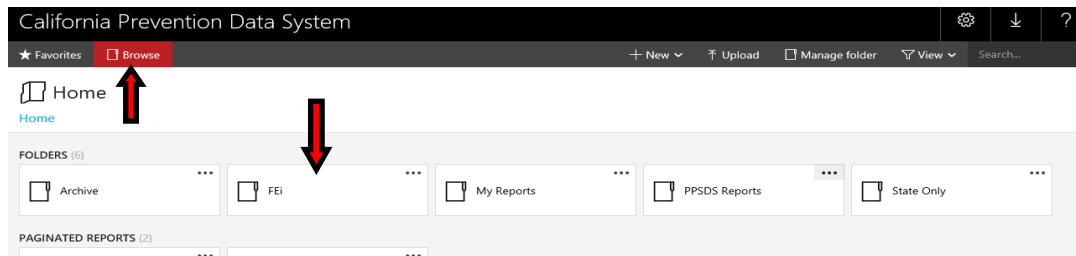 California Prevention Data System
?
Favorites Browse New Upload Manage folder View Search...
Home
Home
FOLDERS (6)
Archive FEi My Reports PPSDS Reports State Only
PAGINATED REPORTS (2)